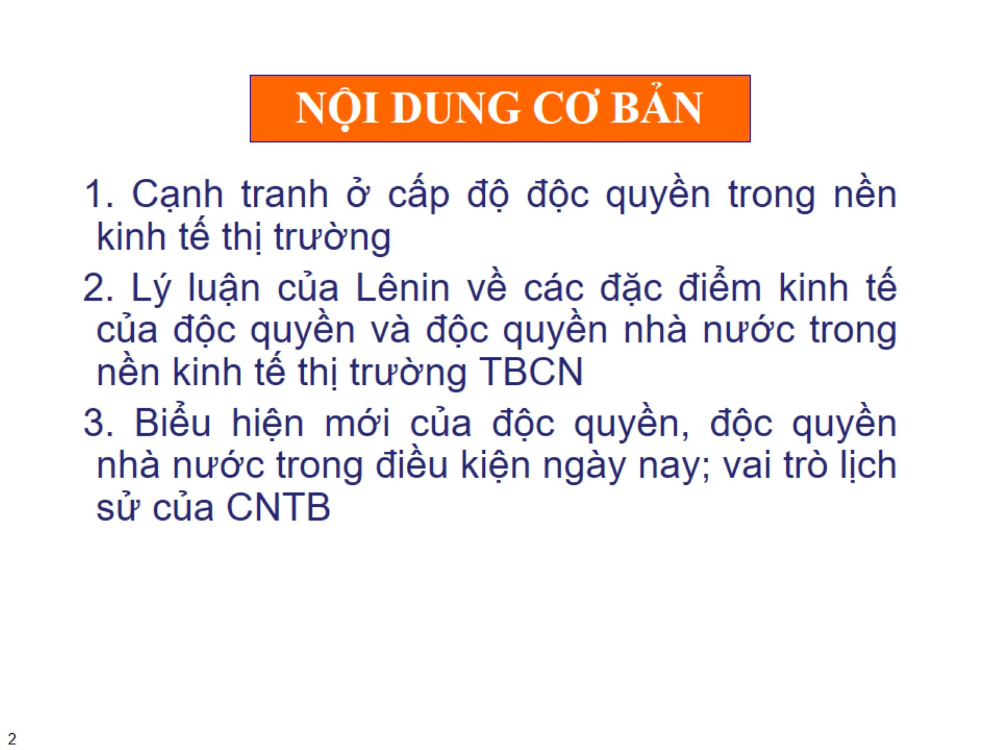 NỘI DUNG CƠ BẢN
1. Cạnh tranh ở cấp độ độc quyền trong nền
kinh tế thị trường
2. Lý luận của Lênin về các đặc điểm kinh tế
của độc quyền và độc quyền nhà nước trong
nền kinh tế thị trường TBCN
3. Biểu hiện mới của độc quyền, độc quyền
nhà nước trong điều kiện ngày nay; vai trò lịch
sử của CNTB
2